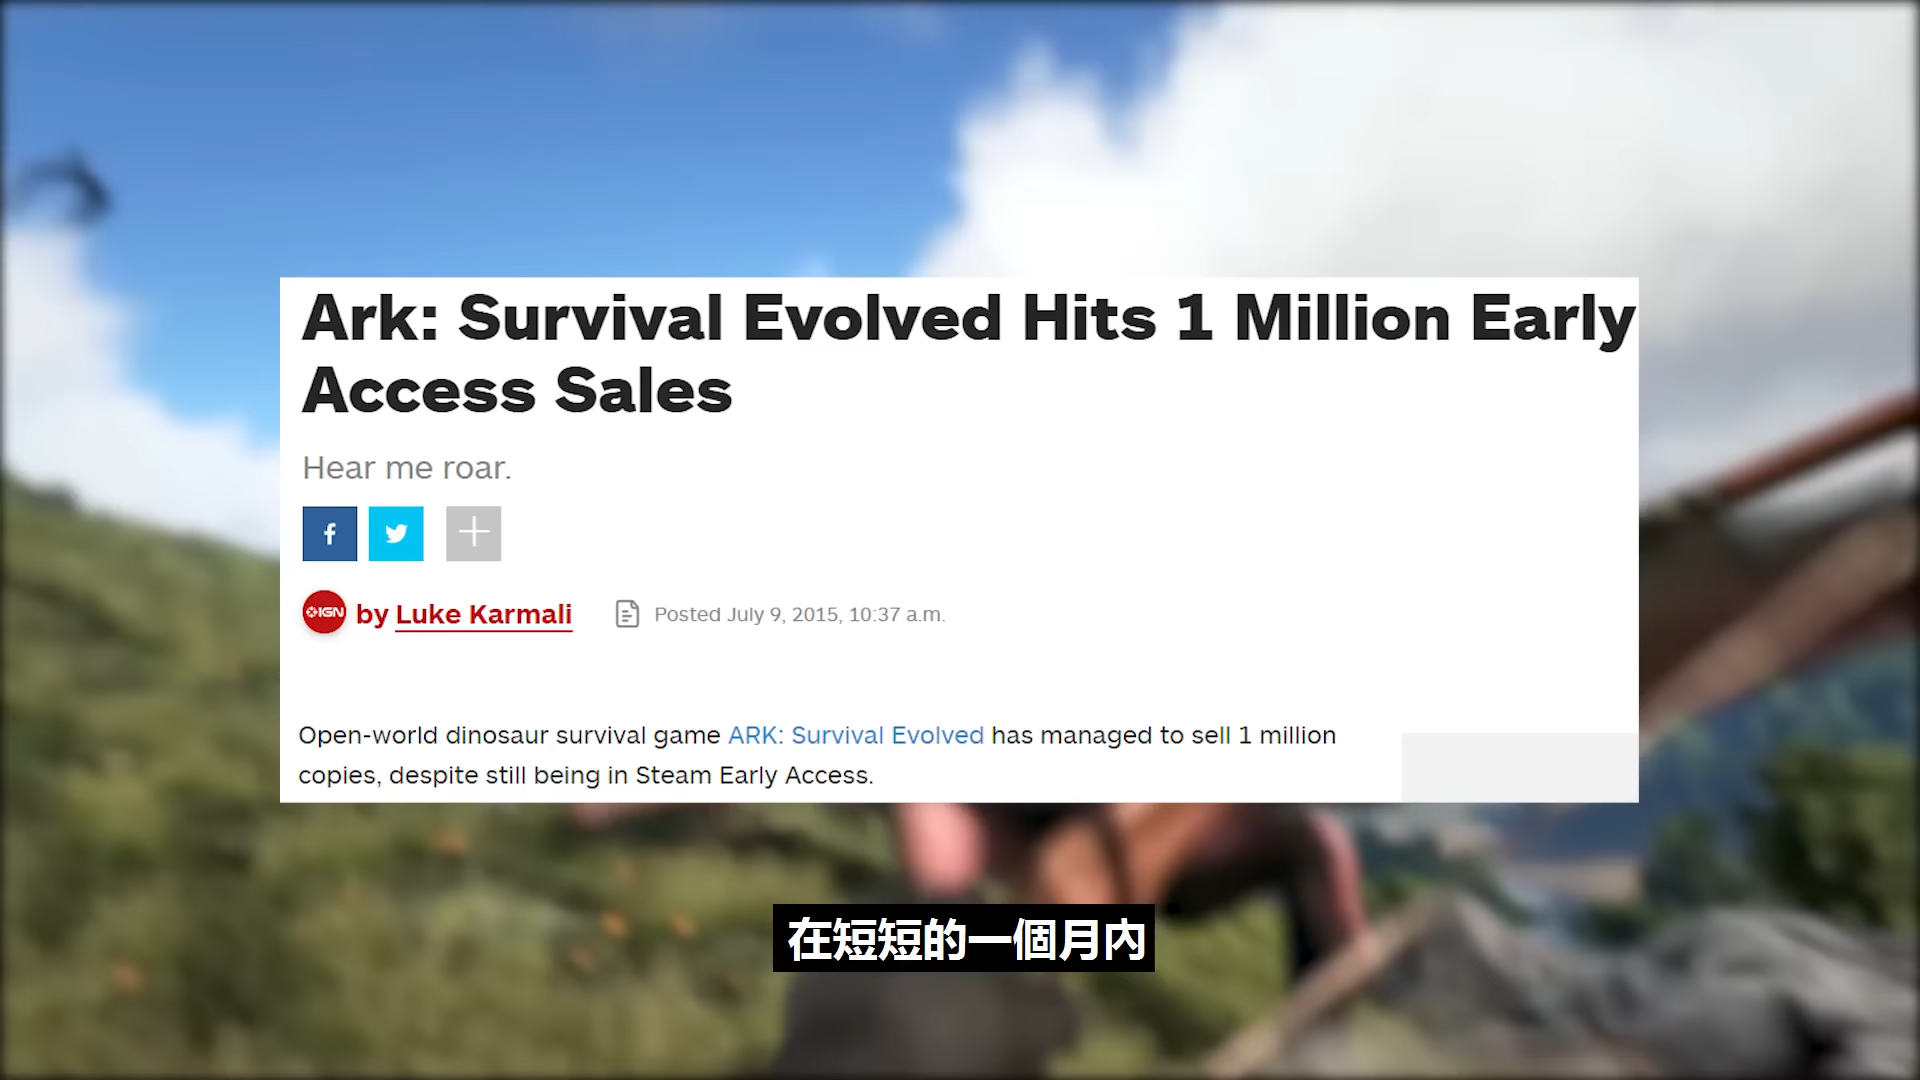 Ark: Survival Evolved Hits 1 Million Early
Access Sales
Hear me roar.
IGN by Luke Karmali Posted July 9, 2015, 10:37 a.m.
Open-world dinosaur survival game ARK: Survival Evolved has managed to sell 1 million
copies, despite still being in Steam Early Access.
在短短的一個月內